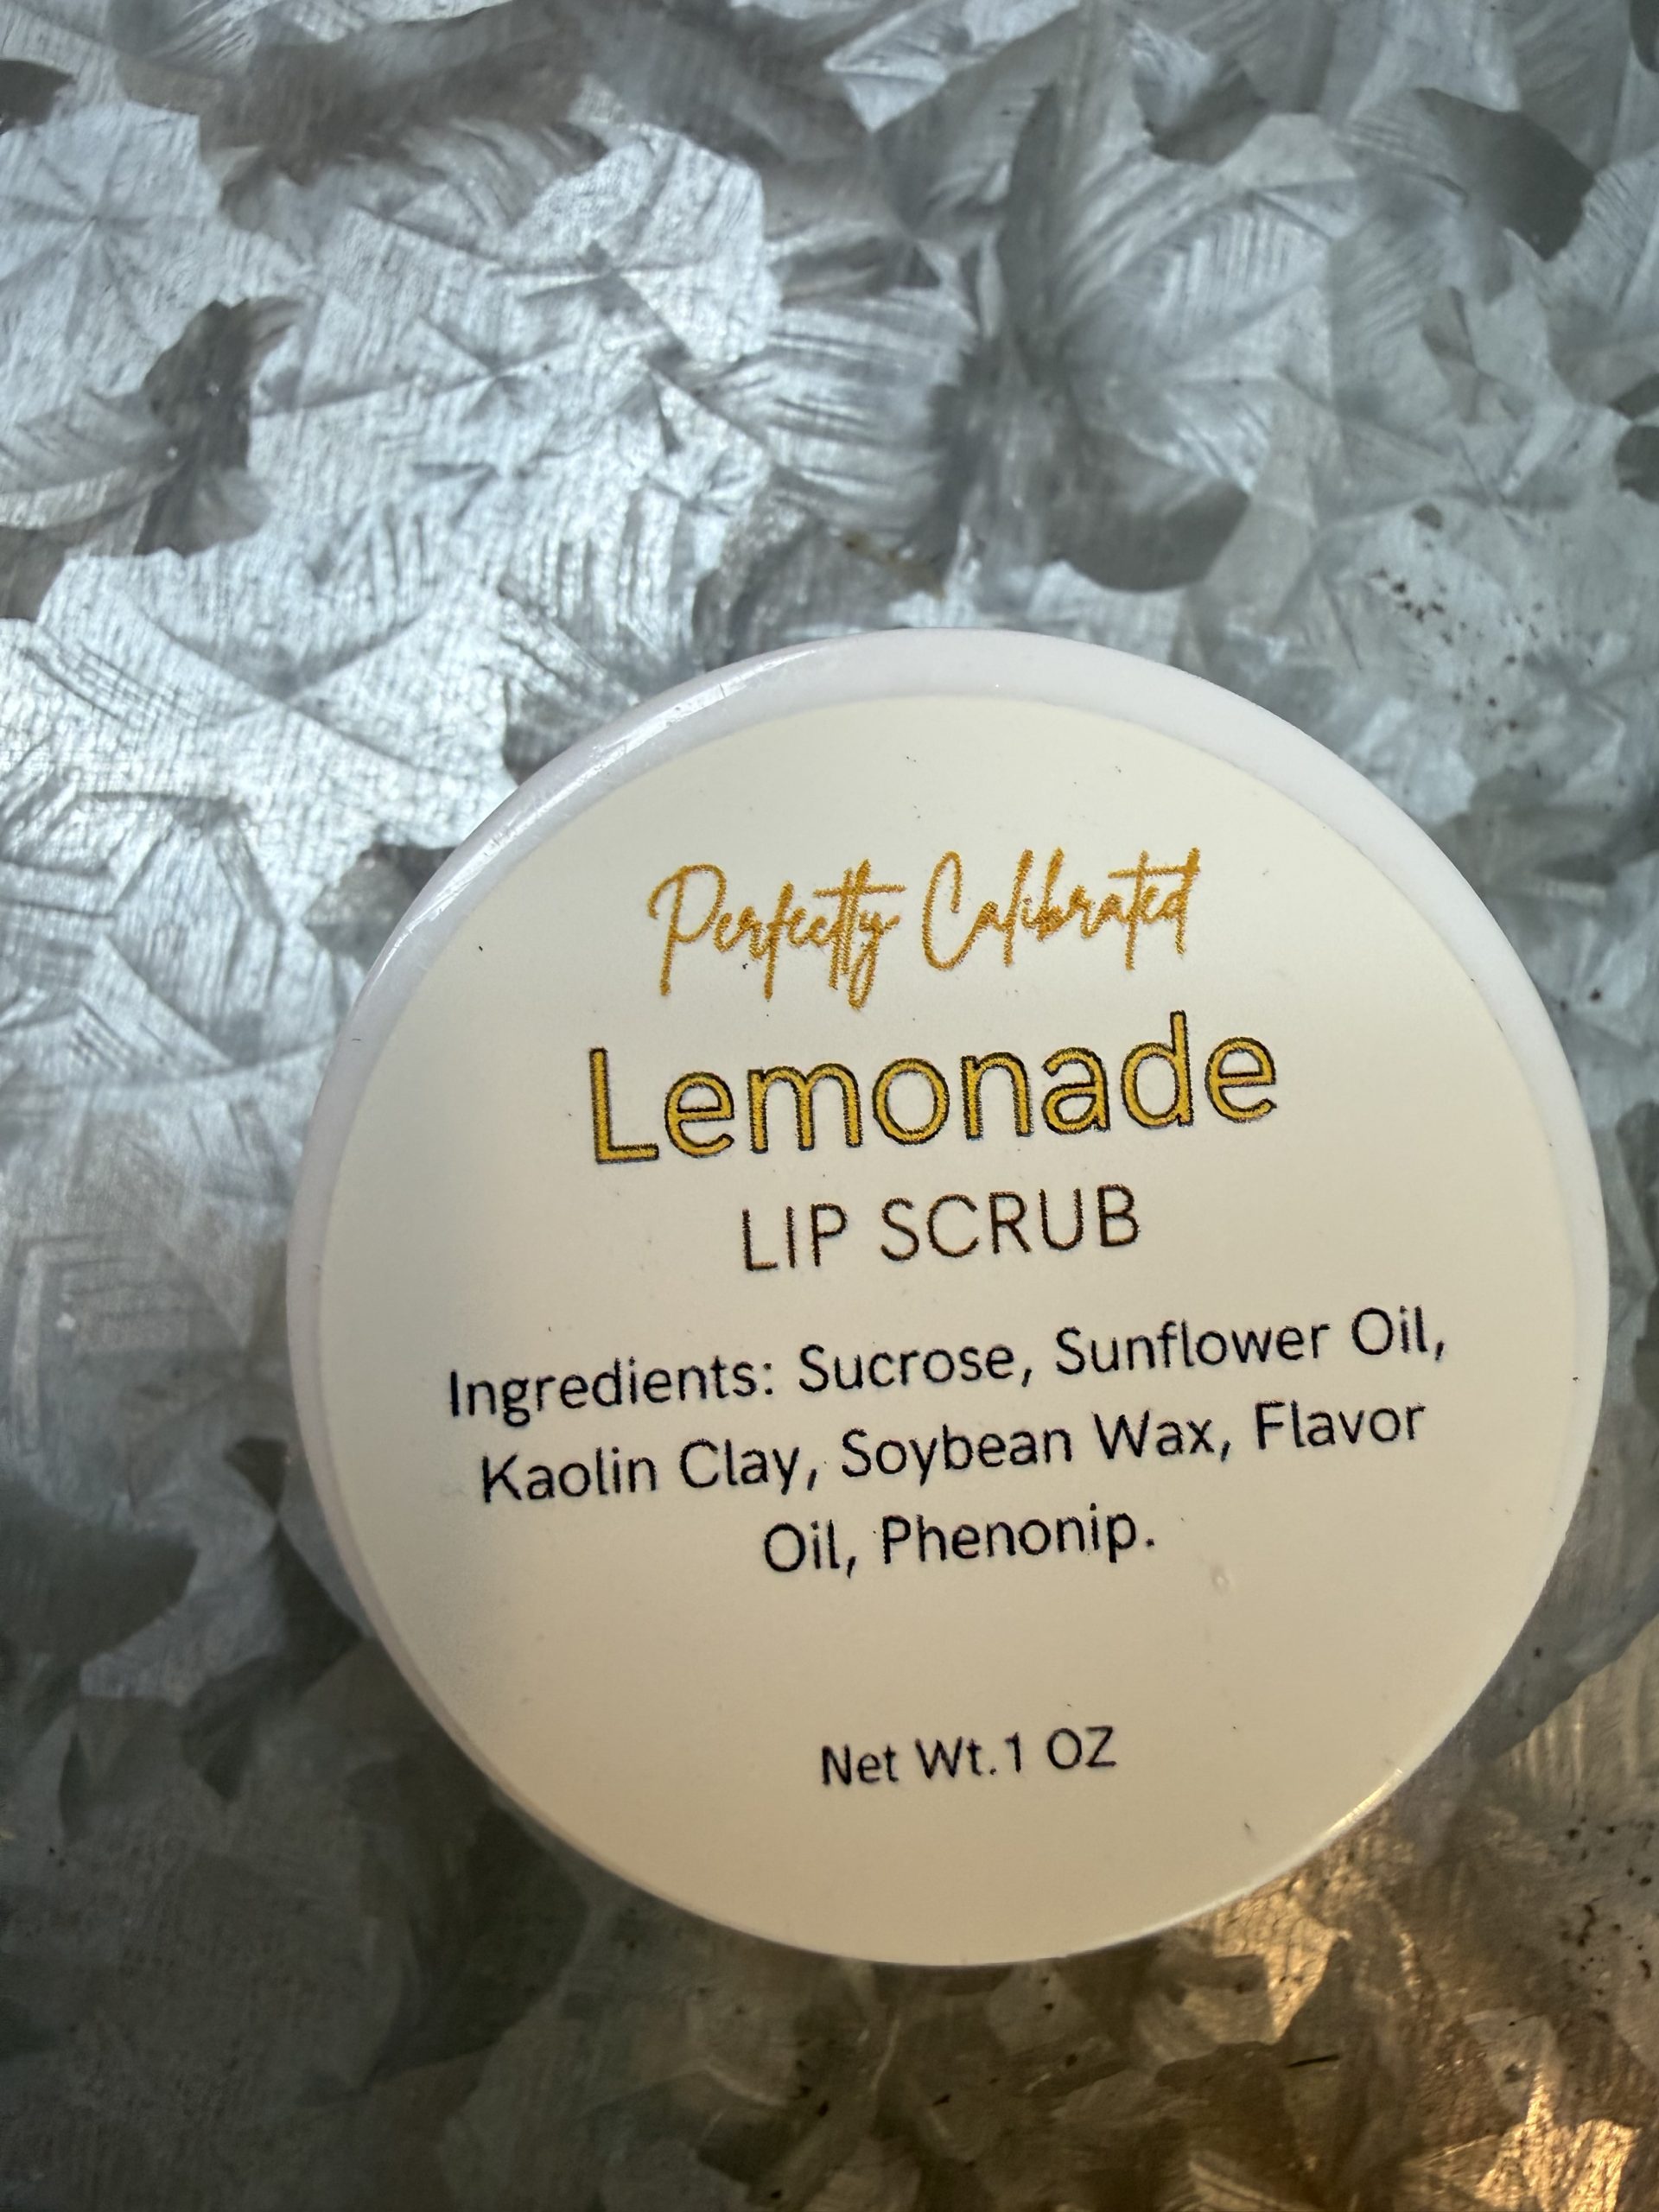 Perfectly Calibrated
Lemonade
LIP SCRUB
Ingredients: Sucrose, Sunflower Oil,
Kaolin Clay, Soybean Wax, Flavor
Oil, Phenonip.
Net Wt.1 OZ